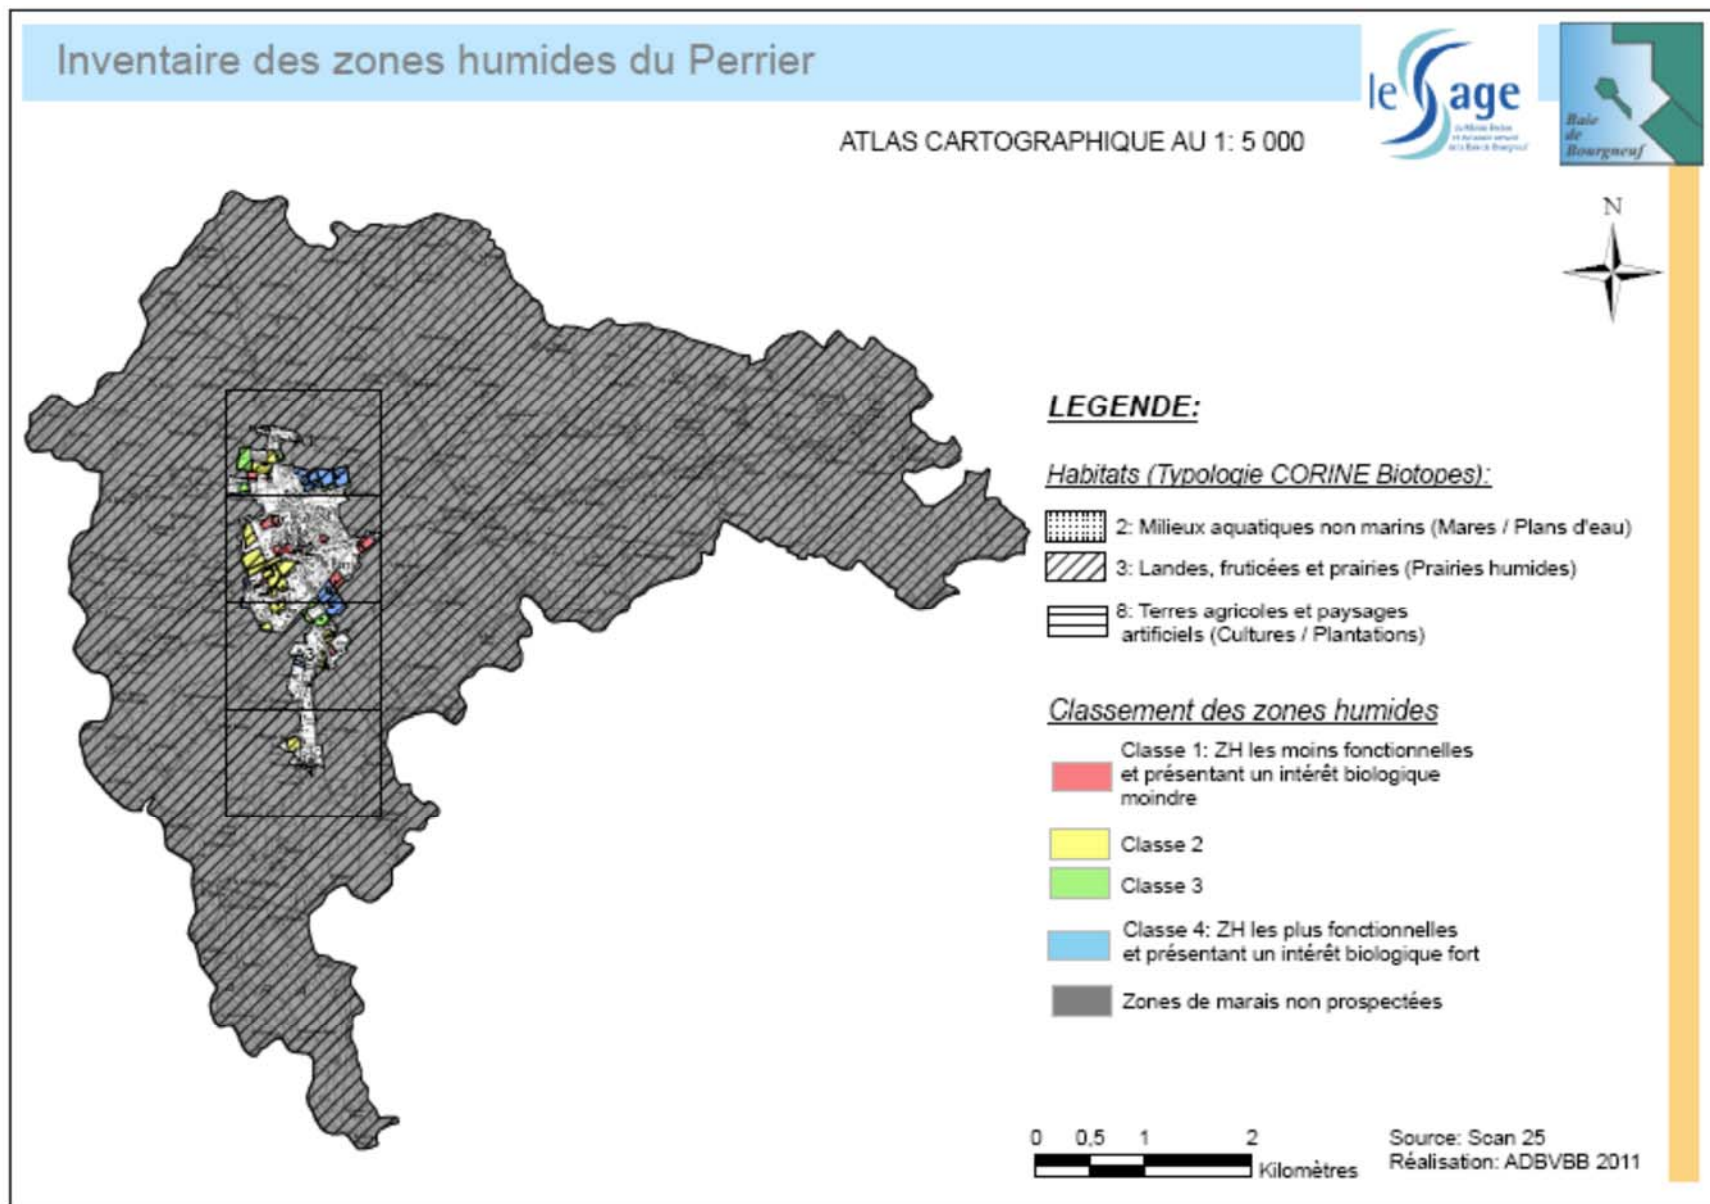 Inventaire des zones humides du Perrier
le Sage
Baie
de
Bourgneuf
ATLAS CARTOGRAPHIQUE AU 1: 5 000
N
LEGENDE:
Habitats (Typologie CORINE Biotopes):
2: Milieux aquatiques non marins (Mares / Plans d'eau)
3: Landes, fruticées et prairies (Prairies humides)
8: Terres agricoles et paysages
artificiels (Cultures / Plantations)
Classement des zones humides
Classe 1: ZH les moins fonctionnelles
et présentant un intérêt biologique
moindre
Classe 2
Classe 3
Classe 4: ZH les plus fonctionnelles
et présentant un intérêt biologique fort
Zones de marais non prospectées
0 0,5 1 2
Kilomètres
Source: Scan 25
Réalisation: ADBVBB 2011